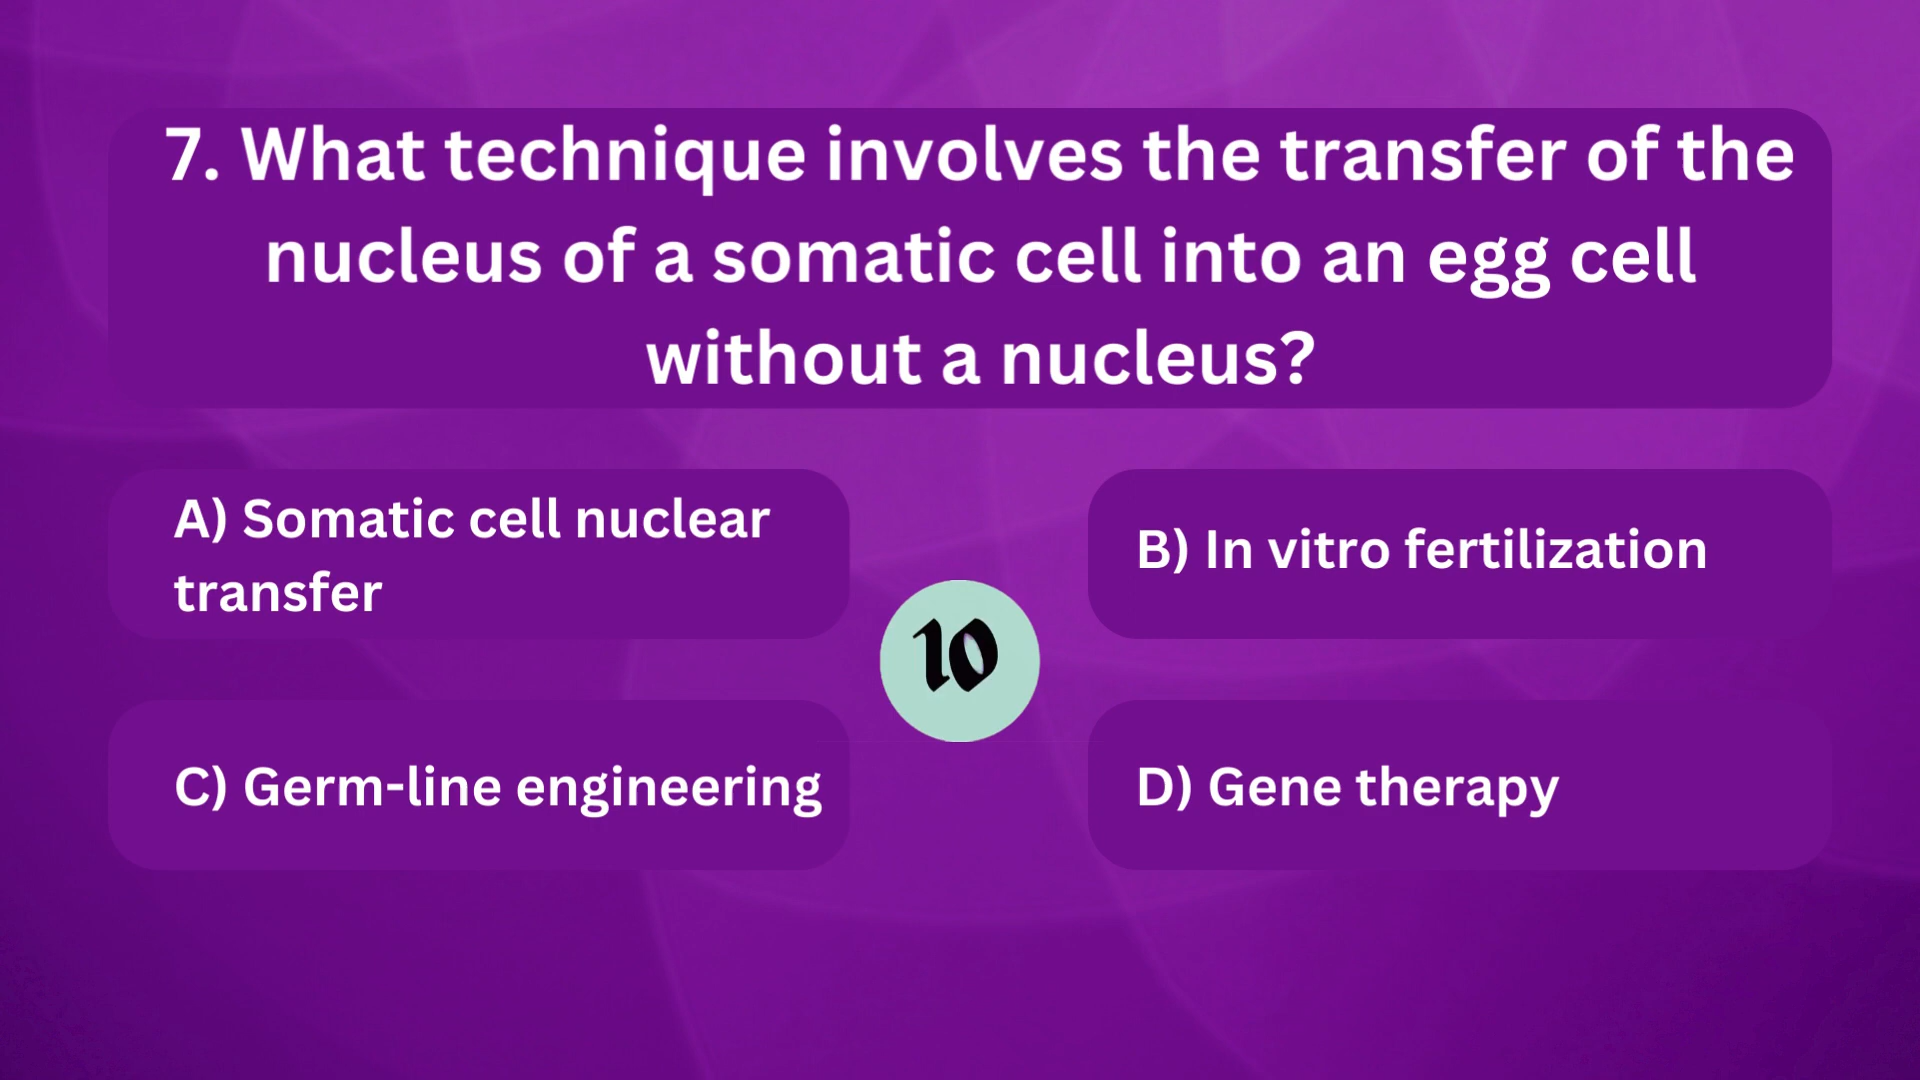 7. What technique involves the transfer of the
nucleus of a somatic cell into an egg cell
without a nucleus?
A) Somatic cell nuclear
transfer
B) In vitro fertilization
10
C) Germ-line engineering
D) Gene therapy